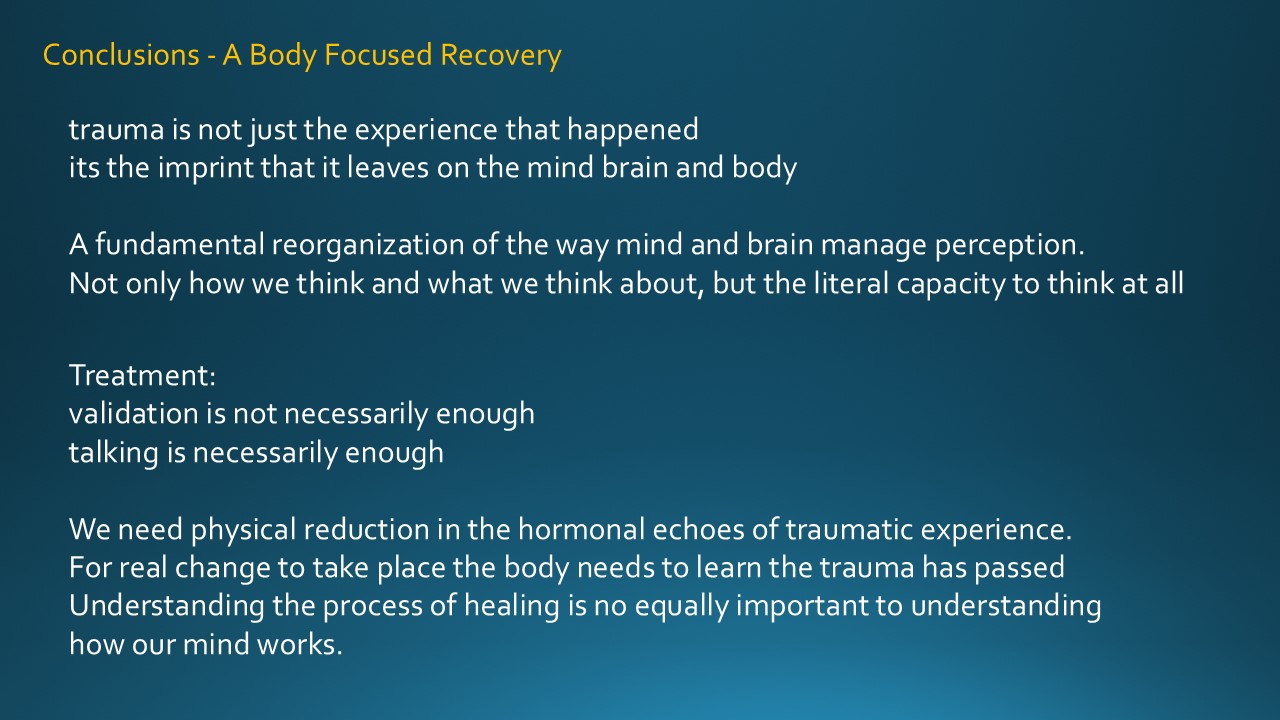 Conclusions - A Body Focused Recovery
trauma is not just the experience that happened
its the imprint that it leaves on the mind brain and body
A fundamental reorganization of the way mind and brain manage perception.
Not only how we think and what we think about, but the literal capacity to think at all
Treatment:
validation is not necessarily enough
talking is necessarily enough
We need physical reduction in the hormonal echoes of traumatic experience.
For real change to take place the body needs to learn the trauma has passed
Understanding the process of healing is no equally important to understanding
how our mind works.